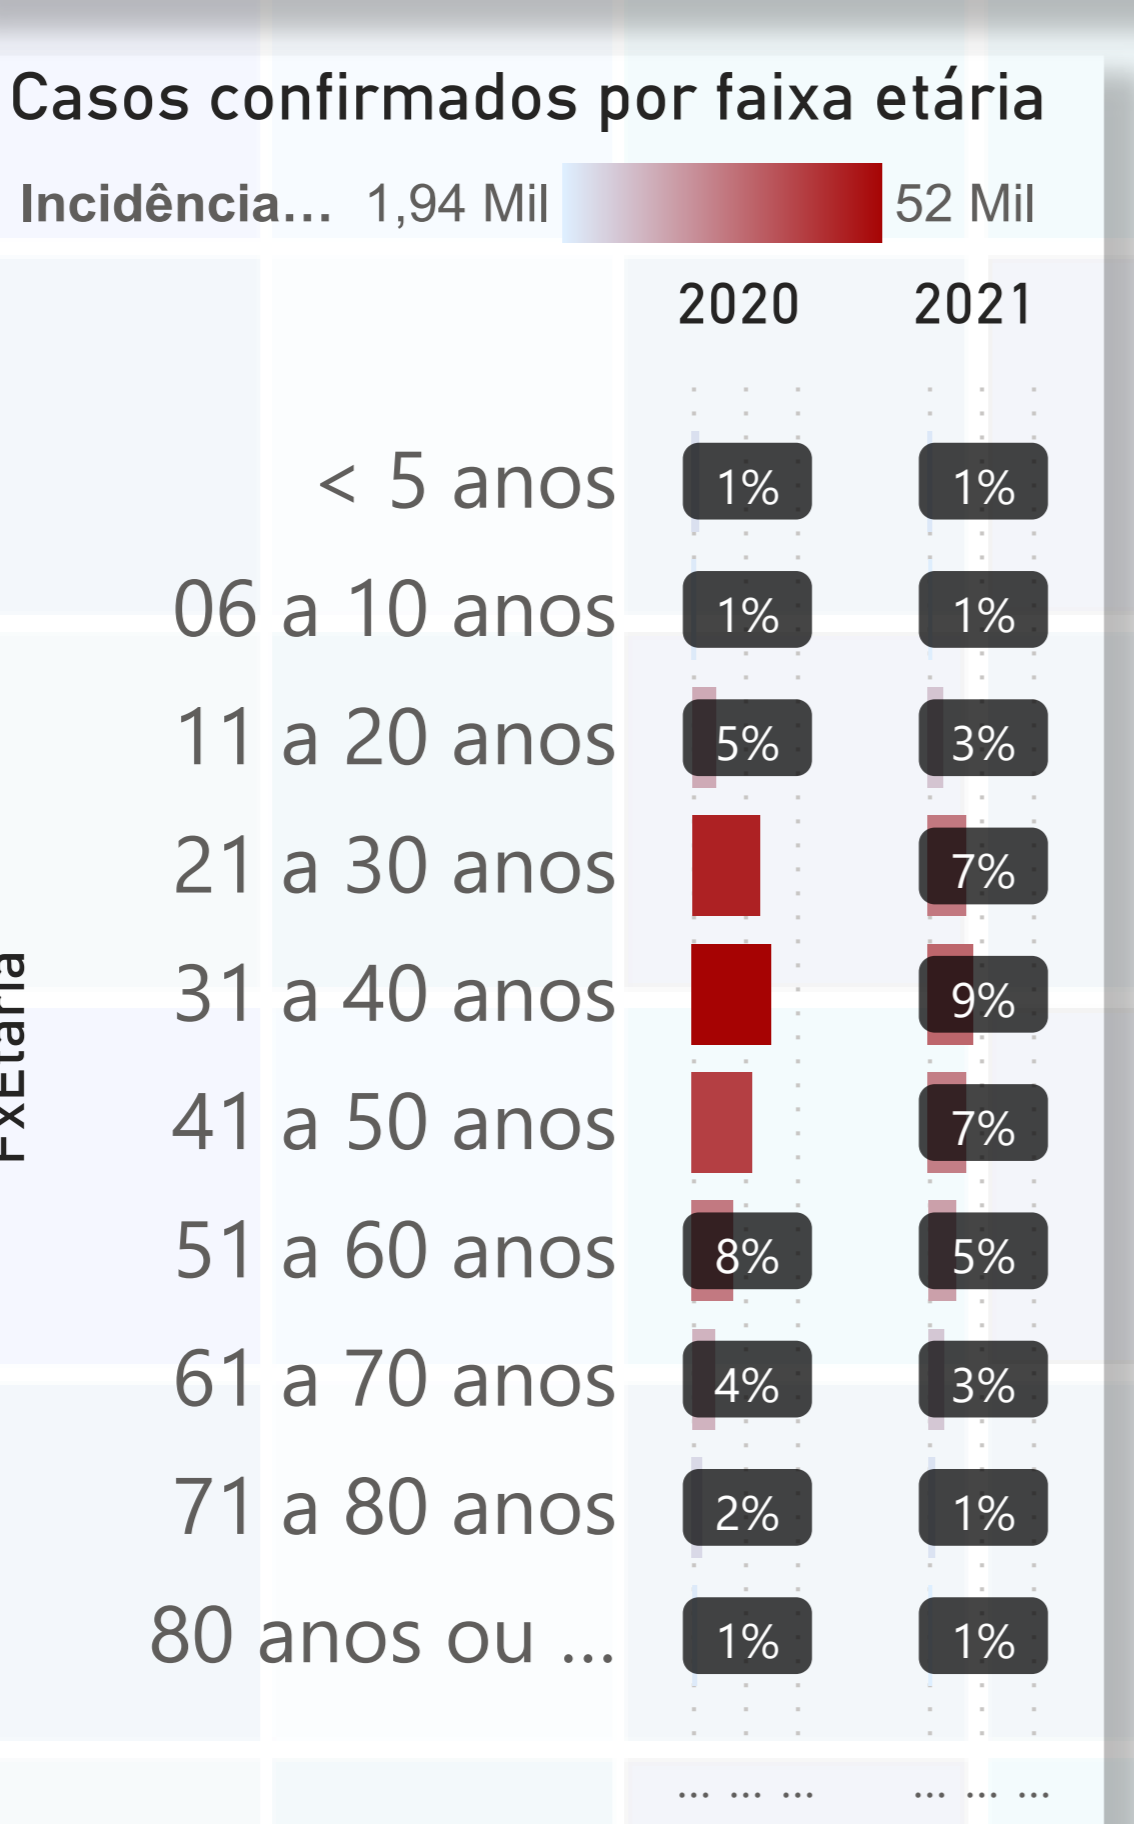 Casos confirmados por faixa etária
Incidência... 1,94 Mil 52 Mil
2020 2021
< 5 anos 1% 1%
06 a 10 anos 1% 1%
11 a 20 anos 5% 3%
21 a 30 anos 7%
31 a 40 anos 9%
41 a 50 anos 7%
51 a 60 anos 8% 5%
61 a 70 anos 4% 3%
71 a 80 anos 2% 1%
80 anos ou ... 1% 1%
... ... ... ... ... ...
FxEtaria